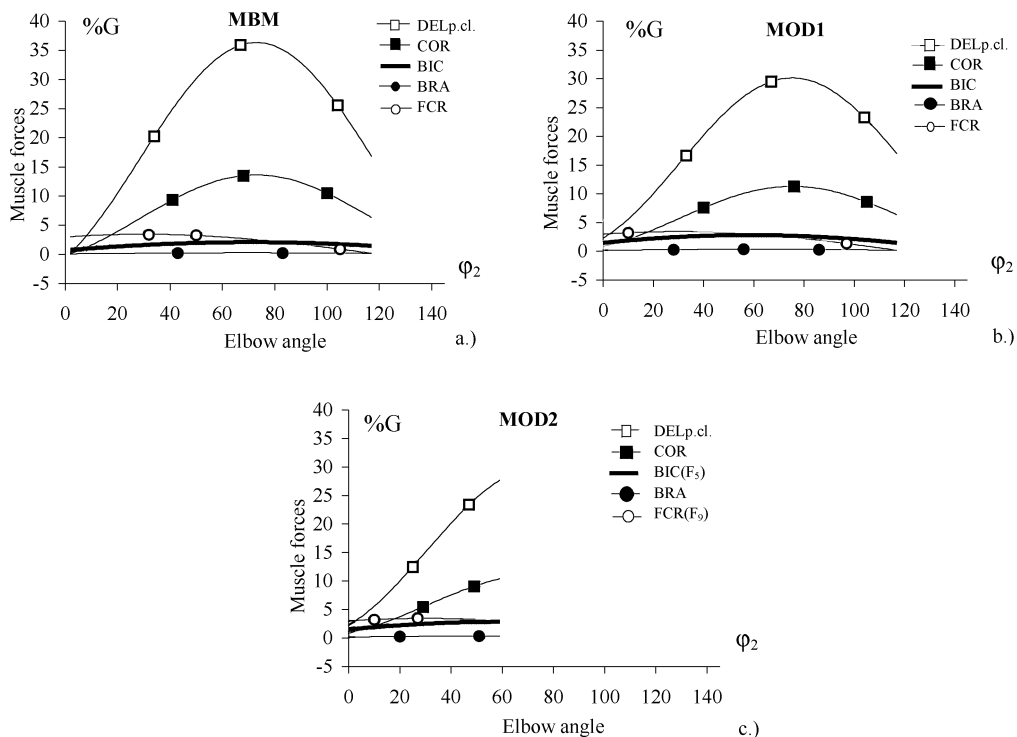 %G
MBM
DELp.cl.
COR
BIC
BRA
FCR
Muscle forces
40
35
30
25
20
15
10
5
0
-5
0 20 40 60 80 100 120 140
φ2
Elbow angle
a.)
%G
MOD1
DELp.cl.
COR
BIC
BRA
FCR
Muscle forces
40
35
30
25
20
15
10
5
0
-5
0 20 40 60 80 100 120 140
φ2
Elbow angle
b.)
%G
MOD2
DELp.cl.
COR
BIC(F5)
BRA
FCR(F9)
Muscle forces
40
35
30
25
20
15
10
5
0
-5
0 20 40 60 80 100 120 140
φ2
Elbow angle
c.)